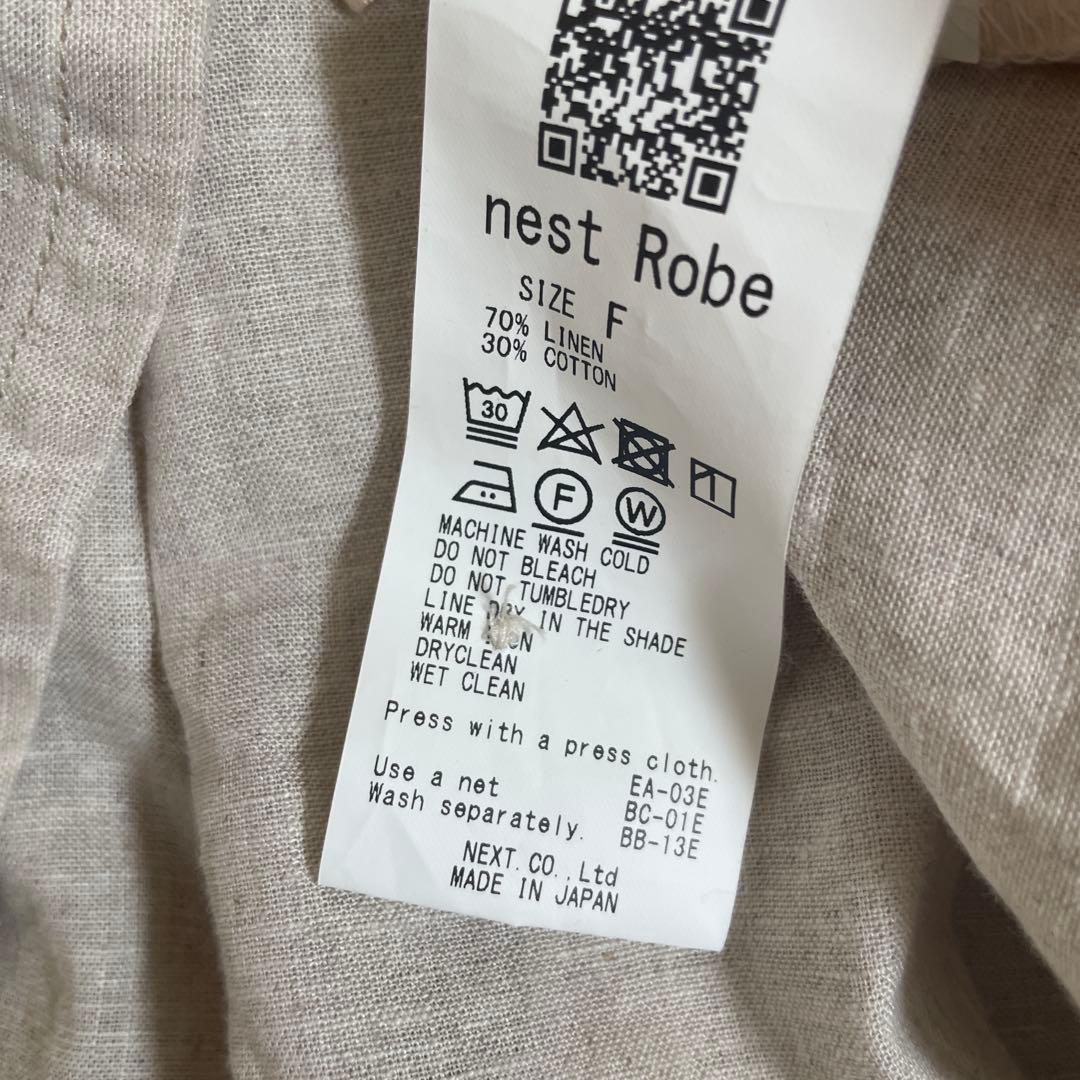 nest Robe
SIZE F
70% LINEN
30% COTTON
30
F W
MACHINE WASH COLD
DO NOT BLEACH
DO NOT TUMBLEDRY
LINE DRY IN THE SHADE
WARM
DRYCLEAN
WET CLEAN
Press with a press cloth.
Use a net EA-03E
Wash separately. BC-01E
BB-13E
NEXT. CO., Ltd
MADE IN JAPAN